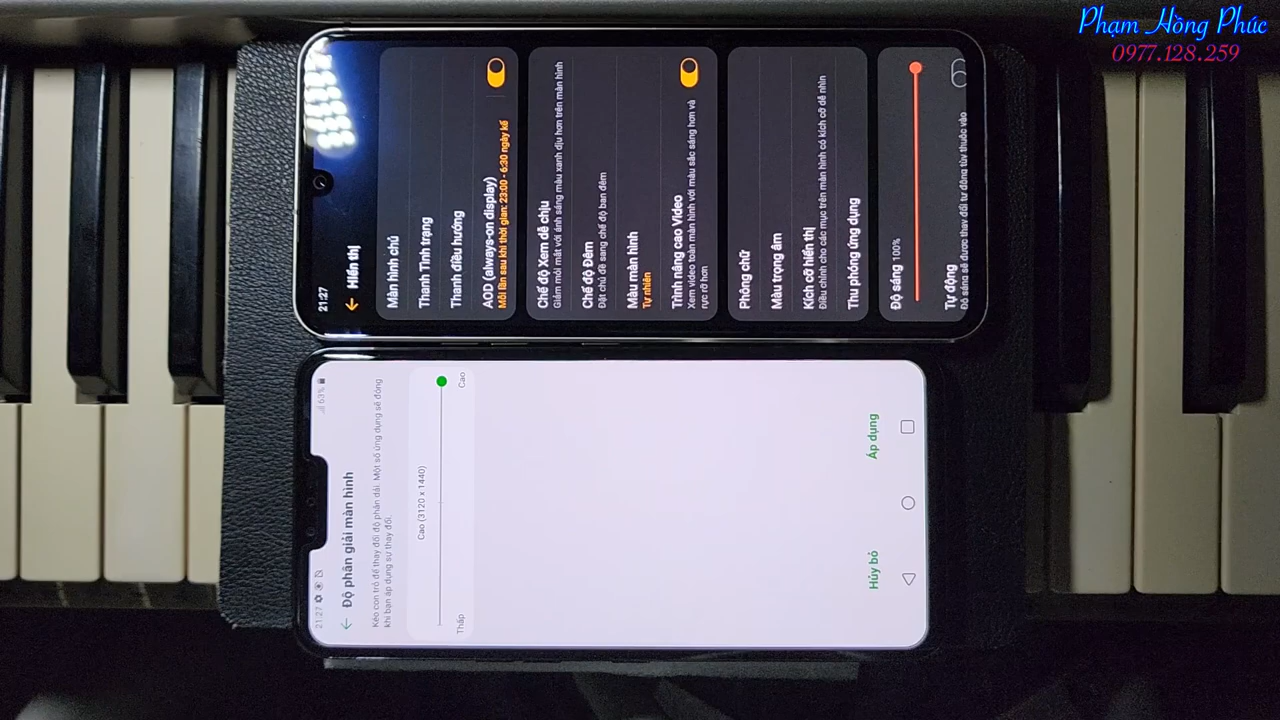 Phạm Hồng Phúc
0977.128.259
21:27
Hiển thị
Màn hình chủ
Thanh Tình trạng
Thanh điều hướng
AOD (always-on display)
Mỗi lần sau khi thời gian: 23:00 - 6:30 ngày kế
Chế độ Xem dễ chịu
Giảm mỏi mắt với ánh sáng màu xanh dịu hơn trên màn hình
Chế độ Đêm
Đặt chủ đề sang chế độ ban đêm
Màu màn hình
Tự nhiên
Trình nâng cao Video
Xem video toàn màn hình với màu sắc sáng hơn và
rực rỡ hơn
Phông chữ
Màu trọng âm
Kích cỡ hiển thị
Điều chỉnh cho các mục trên màn hình có kích cỡ dễ nhìn
Thu phóng ứng dụng
Độ sáng 100%
Tự động
Độ sáng sẽ được thay đổi tự động tùy thuộc vào
21:27
63%
Độ phân giải màn hình
Kéo con trỏ để thay đổi độ phân giải. Một số ứng dụng sẽ đóng
khi bạn áp dụng sự thay đổi.
Cao (3120 x 1440)
Thấp
Cao
Hủy bỏ
Áp dụng